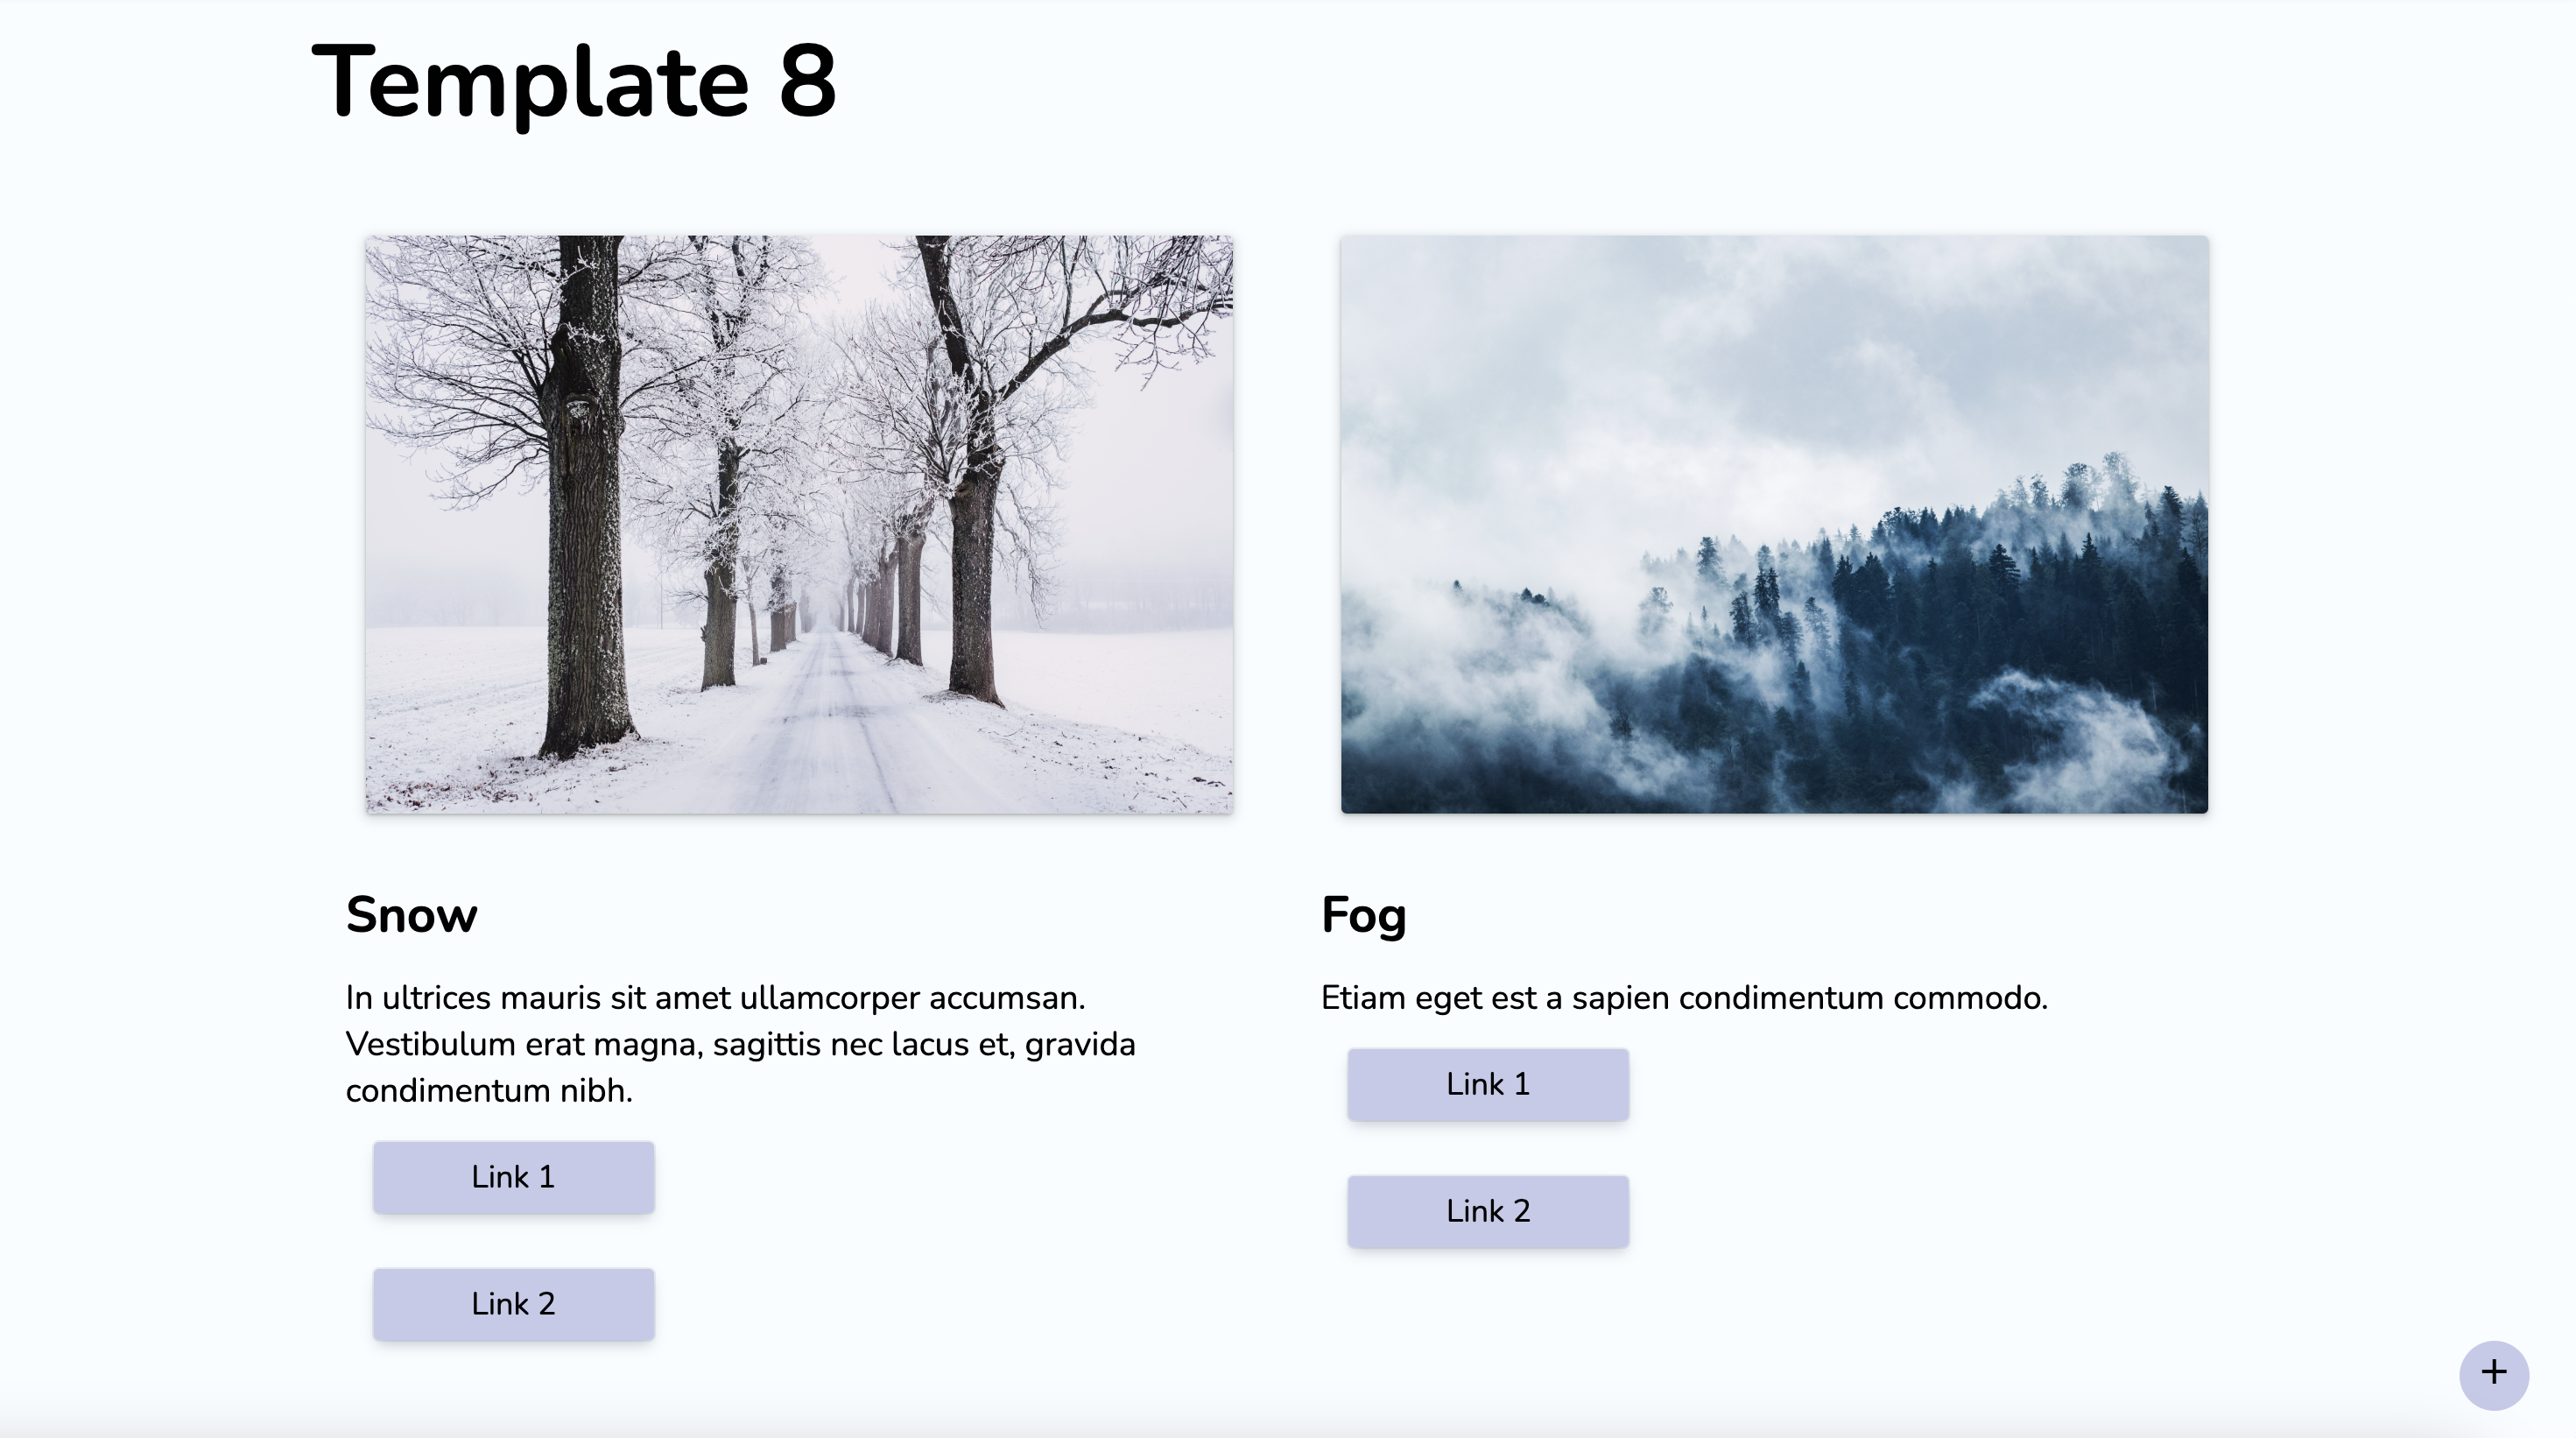 Template 8
Snow
In ultrices mauris sit amet ullamcorper accumsan.
Vestibulum erat magna, sagittis nec lacus et, gravida
condimentum nibh.
Link 1
Link 2
Fog
Etiam eget est a sapien condimentum commodo.
Link 1
Link 2
+